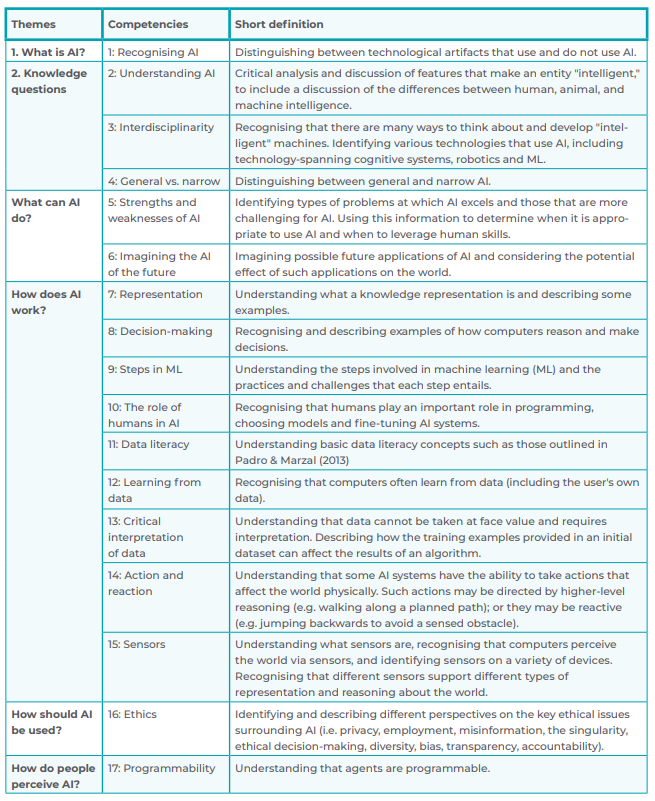 Themes Competencies Short definition
1. What is AI? 1: Recognising AI Distinguishing between technological artifacts that use and do not use AI.
2. Knowledge
questions
2: Understanding AI
Critical analysis and discussion of features that make an entity "intelligent,"
to include a discussion of the differences between human, animal, and
machine intelligence.
3: Interdisciplinarity
Recognising that there are many ways to think about and develop "intel-
ligent" machines. Identifying various technologies that use AI, including
technology-spanning cognitive systems, robotics and ML.
4: General vs. narrow
Distinguishing between general and narrow AI.
What can AI
do?
5: Strengths and
weaknesses of AI
Identifying types of problems at which AI excels and those that are more
challenging for AI. Using this information to determine when it is appro-
priate to use AI and when to leverage human skills.
6: Imagining the AI
of the future
Imagining possible future applications of AI and considering the potential
effect of such applications on the world.
How does AI
work?
7: Representation
Understanding what a knowledge representation is and describing some
examples.
8: Decision-making
Recognising and describing examples of how computers reason and make
decisions.
9: Steps in ML
Understanding the steps involved in machine learning (ML) and the
practices and challenges that each step entails.
10: The role of
humans in AI
Recognising that humans play an important role in programming,
choosing models and fine-tuning AI systems.
11: Data literacy
Understanding basic data literacy concepts such as those outlined in
Padro & Marzal (2013)
12: Learning from
data
Recognising that computers often learn from data (including the user's own
data).
13: Critical
interpretation
of data
Understanding that data cannot be taken at face value and requires
interpretation. Describing how the training examples provided in an initial
dataset can affect the results of an algorithm.
14: Action and
reaction
Understanding that some AI systems have the ability to take actions that
affect the world physically. Such actions may be directed by higher-level
reasoning (e.g. walking along a planned path); or they may be reactive
(e.g. jumping backwards to avoid a sensed obstacle).
15: Sensors
Understanding what sensors are, recognising that computers perceive
the world via sensors, and identifying sensors on a variety of devices.
Recognising that different sensors support different types of
representation and reasoning about the world.
How should AI
be used?
16: Ethics
Identifying and describing different perspectives on the key ethical issues
surrounding AI (i.e. privacy, employment, misinformation, the singularity,
ethical decision-making, diversity, bias, transparency, accountability).
How do people
perceive AI?
17: Programmability
Understanding that agents are programmable.